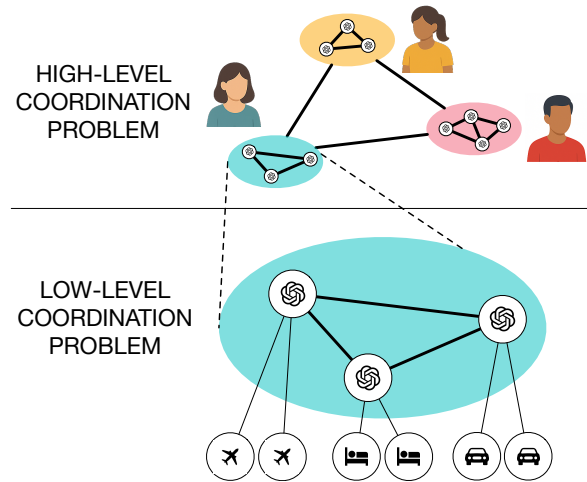 HIGH-LEVEL
COORDINATION
PROBLEM
LOW-LEVEL
COORDINATION
PROBLEM